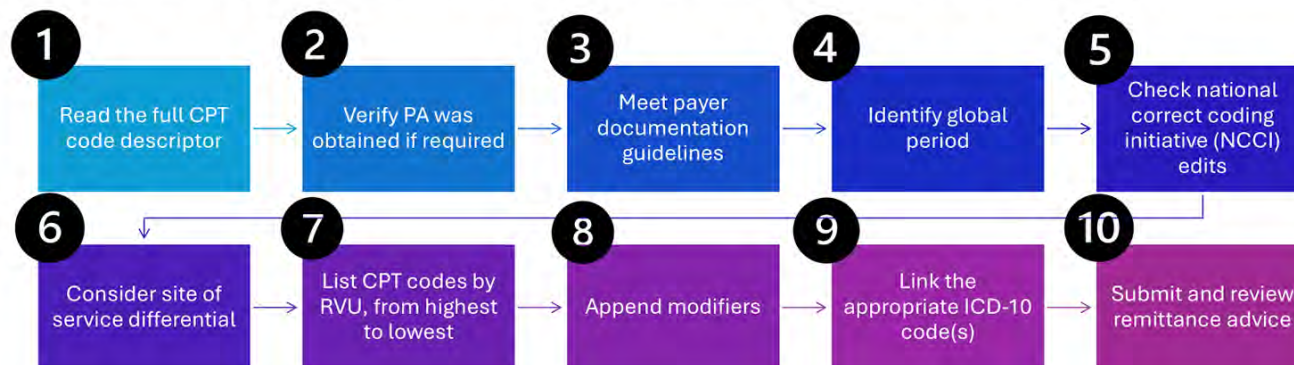 1
Read the full CPT
code descriptor
2
Verify PA was
obtained if required
3
Meet payer
documentation
guidelines
4
Identify global
period
5
Check national
correct coding
initiative (NCCI)
edits
6
Consider site of
service differential
7
List CPT codes by
RVU, from highest
to lowest
8
Append modifiers
9
Link the
appropriate ICD-10
code(s)
10
Submit and review
remittance advice